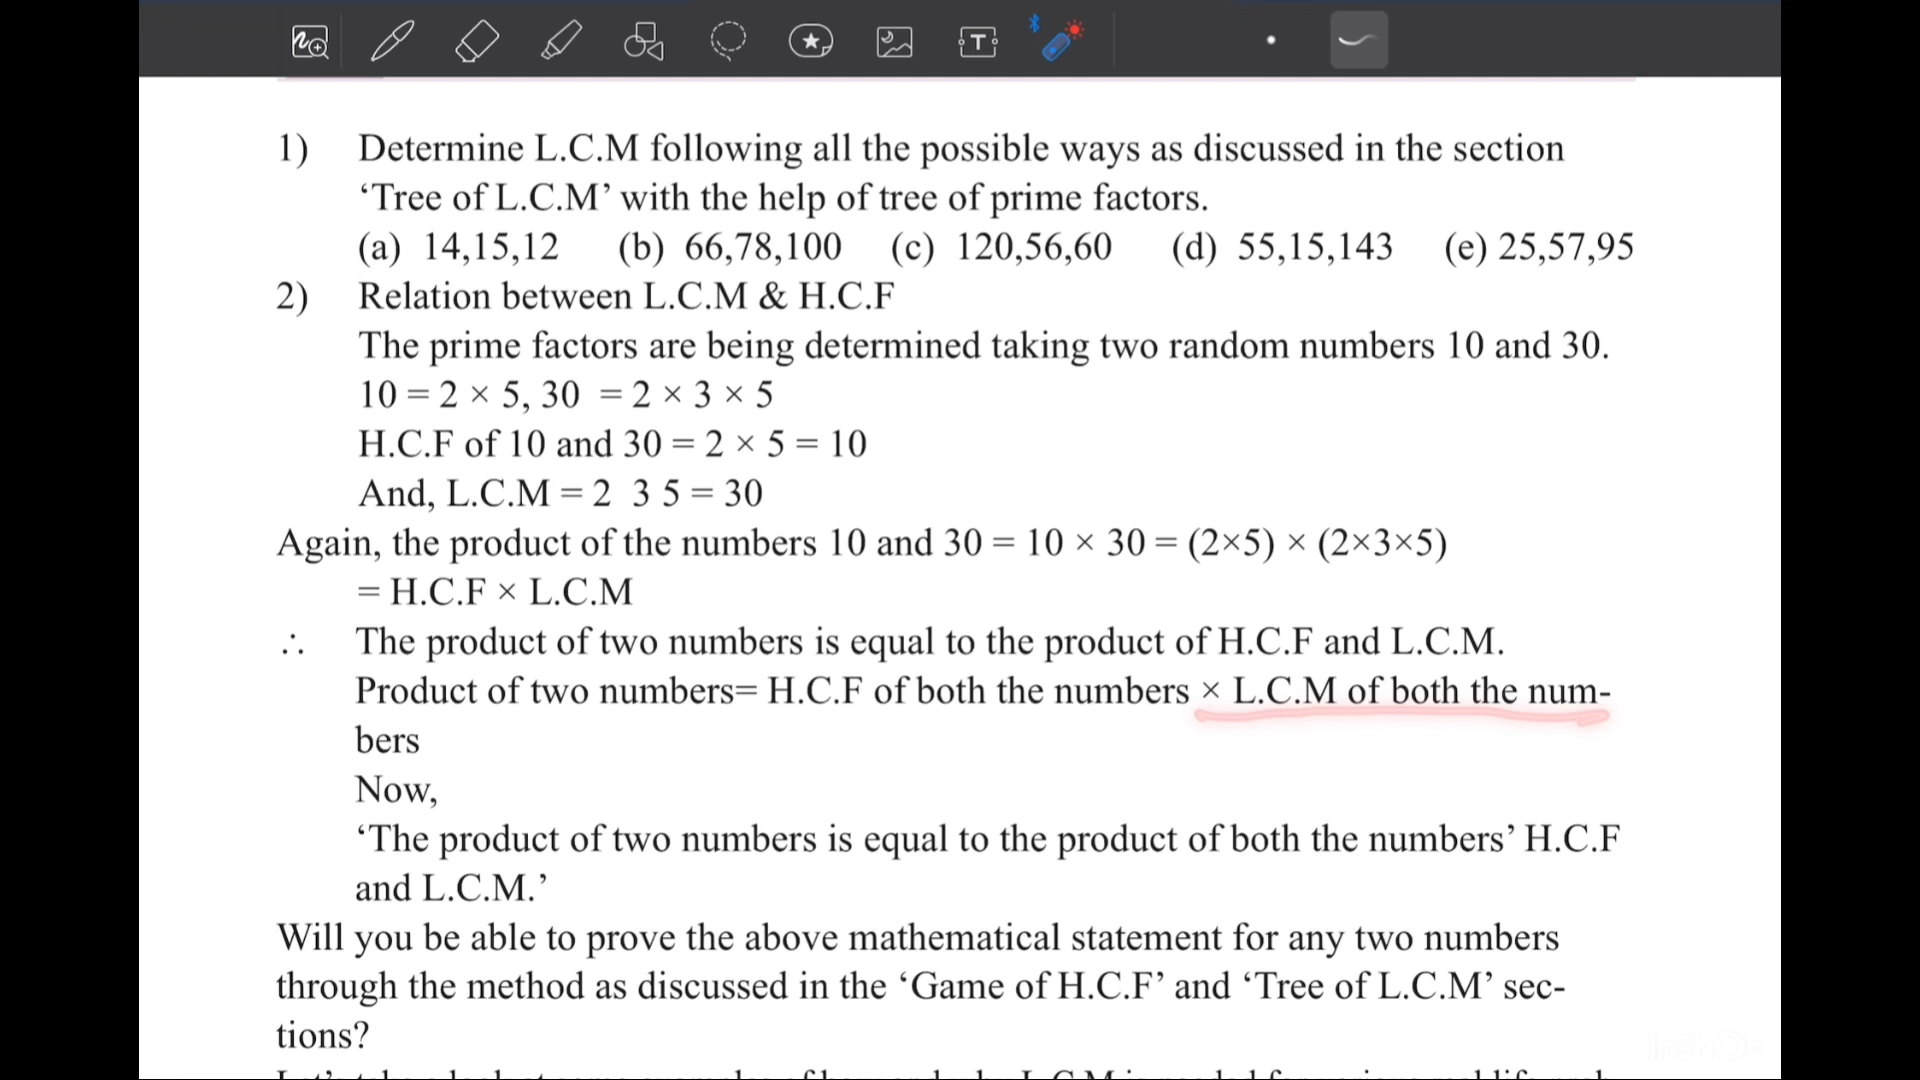 1) Determine L.C.M following all the possible ways as discussed in the section
‘Tree of L.C.M’ with the help of tree of prime factors.
(a) 14,15,12 (b) 66,78,100 (c) 120,56,60 (d) 55,15,143 (e) 25,57,95
2) Relation between L.C.M & H.C.F
The prime factors are being determined taking two random numbers 10 and 30.
10 = 2 × 5, 30 = 2 × 3 × 5
H.C.F of 10 and 30 = 2 × 5 = 10
And, L.C.M = 2 3 5 = 30
Again, the product of the numbers 10 and 30 = 10 × 30 = (2×5) × (2×3×5)
= H.C.F × L.C.M
∴ The product of two numbers is equal to the product of H.C.F and L.C.M.
Product of two numbers= H.C.F of both the numbers × L.C.M of both the num-
bers
Now,
‘The product of two numbers is equal to the product of both the numbers’ H.C.F
and L.C.M.’
Will you be able to prove the above mathematical statement for any two numbers
through the method as discussed in the ‘Game of H.C.F’ and ‘Tree of L.C.M’ sec-
tions?